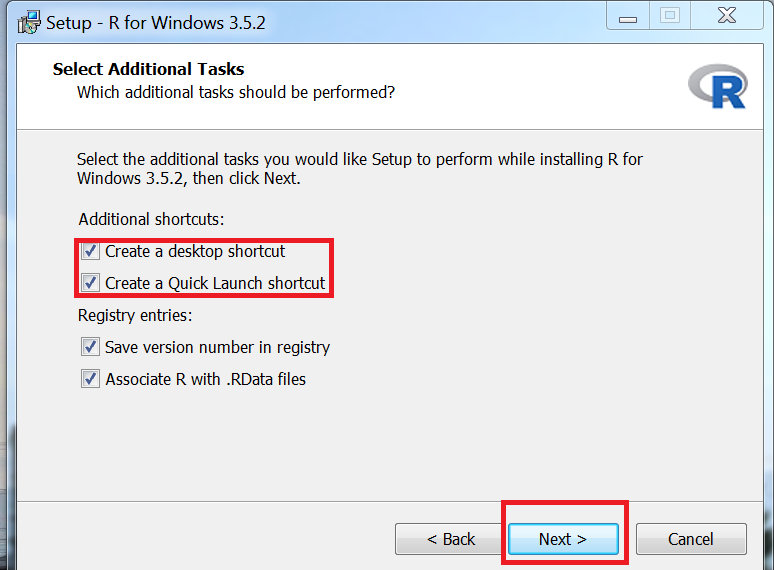 Setup - R for Windows 3.5.2
Select Additional Tasks
Which additional tasks should be performed?
R
Select the additional tasks you would like Setup to perform while installing R for
Windows 3.5.2, then click Next.
Additional shortcuts:
Create a desktop shortcut
Create a Quick Launch shortcut
Registry entries:
Save version number in registry
Associate R with .RData files
< Back
Next >
Cancel